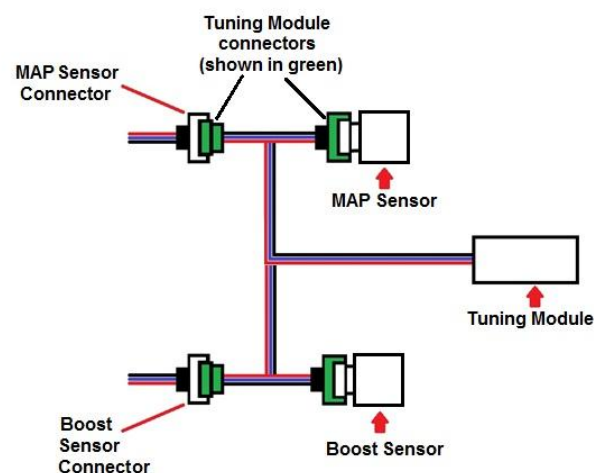 Tuning Module
connectors
(shown in green)
MAP Sensor
Connector
MAP Sensor
Tuning Module
Boost
Sensor
Connector
Boost Sensor